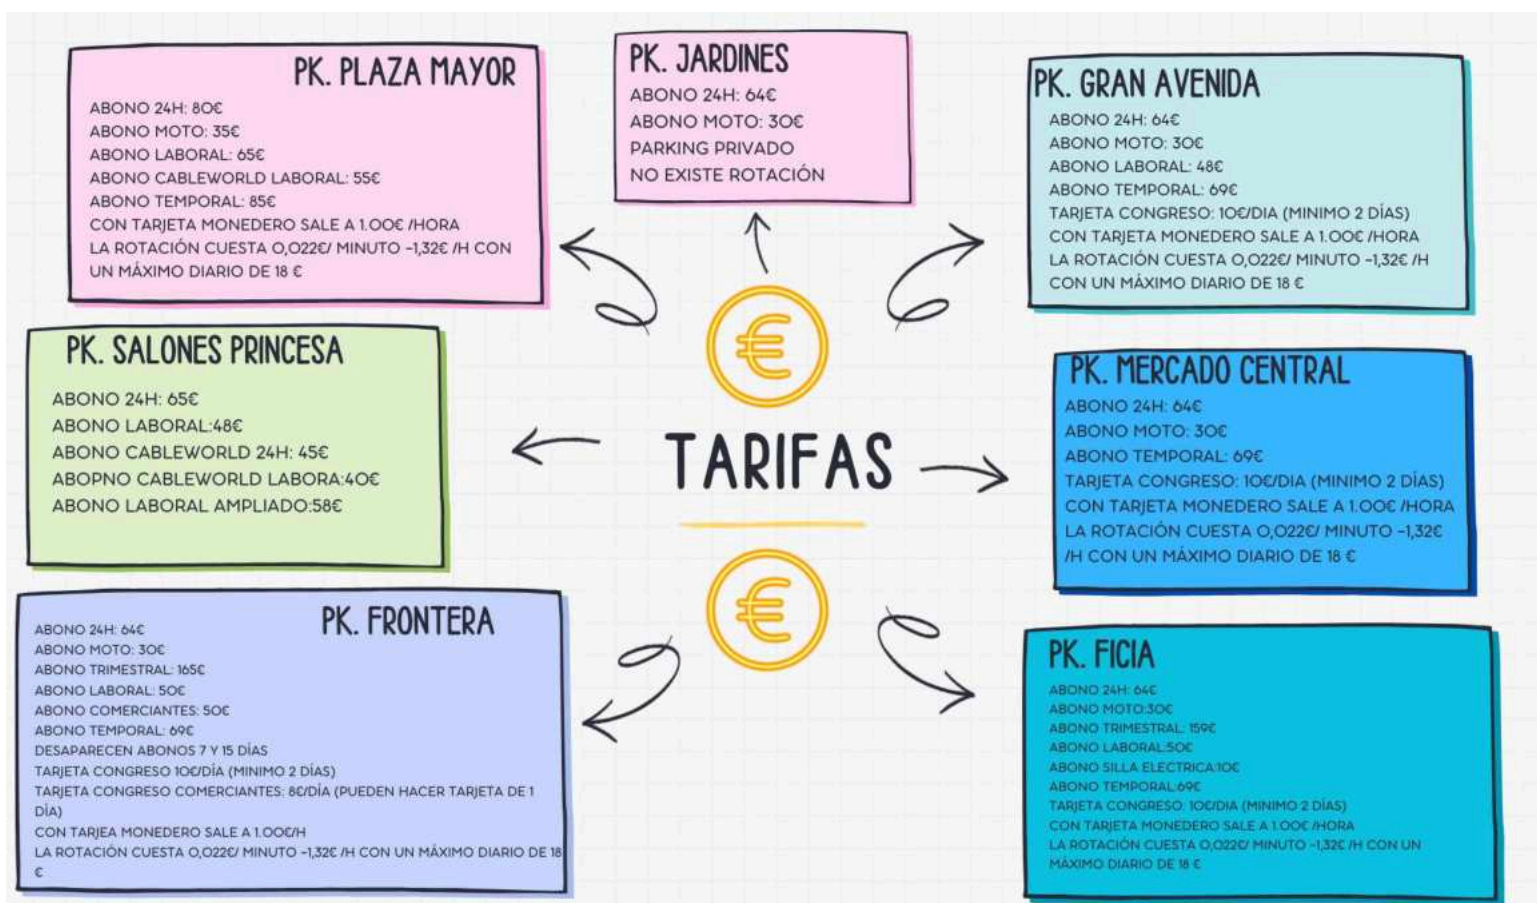 PK. PLAZA MAYOR
ABONO 24H: 80€
ABONO MOTO: 35€
ABONO LABORAL: 65€
ABONO CABLEWORLD LABORAL: 55€
ABONO TEMPORAL: 85€
CON TARJETA MONEDERO SALE A 1.00€ /HORA
LA ROTACIÓN CUESTA 0,022€/ MINUTO -1,32€ /H CON
UN MÁXIMO DIARIO DE 18 €
PK. JARDINES
ABONO 24H: 64€
ABONO MOTO: 30€
PARKING PRIVADO
NO EXISTE ROTACIÓN
PK. GRAN AVENIDA
ABONO 24H: 64€
ABONO MOTO: 30€
ABONO LABORAL: 48€
ABONO TEMPORAL: 69€
TARJETA CONGRESO: 10€/DIA (MINIMO 2 DÍAS)
CON TARJETA MONEDERO SALE A 1.00€ /HORA
LA ROTACIÓN CUESTA 0,022€/ MINUTO -1,32€ /H
CON UN MÁXIMO DIARIO DE 18 €
PK. SALONES PRINCESA
ABONO 24H: 65€
ABONO LABORAL:48€
ABONO CABLEWORLD 24H: 45€
ABOPNO CABLEWORLD LABORA:40€
ABONO LABORAL AMPLIADO:58€
€
TARIFAS
€
PK. MERCADO CENTRAL
ABONO 24H: 64€
ABONO MOTO: 30€
ABONO TEMPORAL: 69€
TARJETA CONGRESO: 10€/DIA (MINIMO 2 DÍAS)
CON TARJETA MONEDERO SALE A 1.00€ /HORA
LA ROTACIÓN CUESTA 0,022€/ MINUTO -1,32€
/H CON UN MÁXIMO DIARIO DE 18 €
PK. FRONTERA
ABONO 24H: 64€
ABONO MOTO: 30€
ABONO TRIMESTRAL: 165€
ABONO LABORAL: 50€
ABONO COMERCIANTES: 50€
ABONO TEMPORAL: 69€
DESAPARECEN ABONOS 7 Y 15 DÍAS
TARJETA CONGRESO 10€/DÍA (MINIMO 2 DÍAS)
TARJETA CONGRESO COMERCIANTES: 8€/DÍA (PUEDEN HACER TARJETA DE 1
DÍA)
CON TARJEA MONEDERO SALE A 1.00€/H
LA ROTACIÓN CUESTA 0,022€/ MINUTO -1,32€ /H CON UN MÁXIMO DIARIO DE 18
€
PK. FICIA
ABONO 24H: 64€
ABONO MOTO:30€
ABONO TRIMESTRAL: 159€
ABONO LABORAL:50€
ABONO SILLA ELECTRICA:10€
ABONO TEMPORAL:69€
TARJETA CONGRESO: 10€/DIA (MINIMO 2 DÍAS)
CON TARJETA MONEDERO SALE A 1.00€ /HORA
LA ROTACIÓN CUESTA 0,022€/ MINUTO -1,32€ /H CON UN
MÁXIMO DIARIO DE 18 €